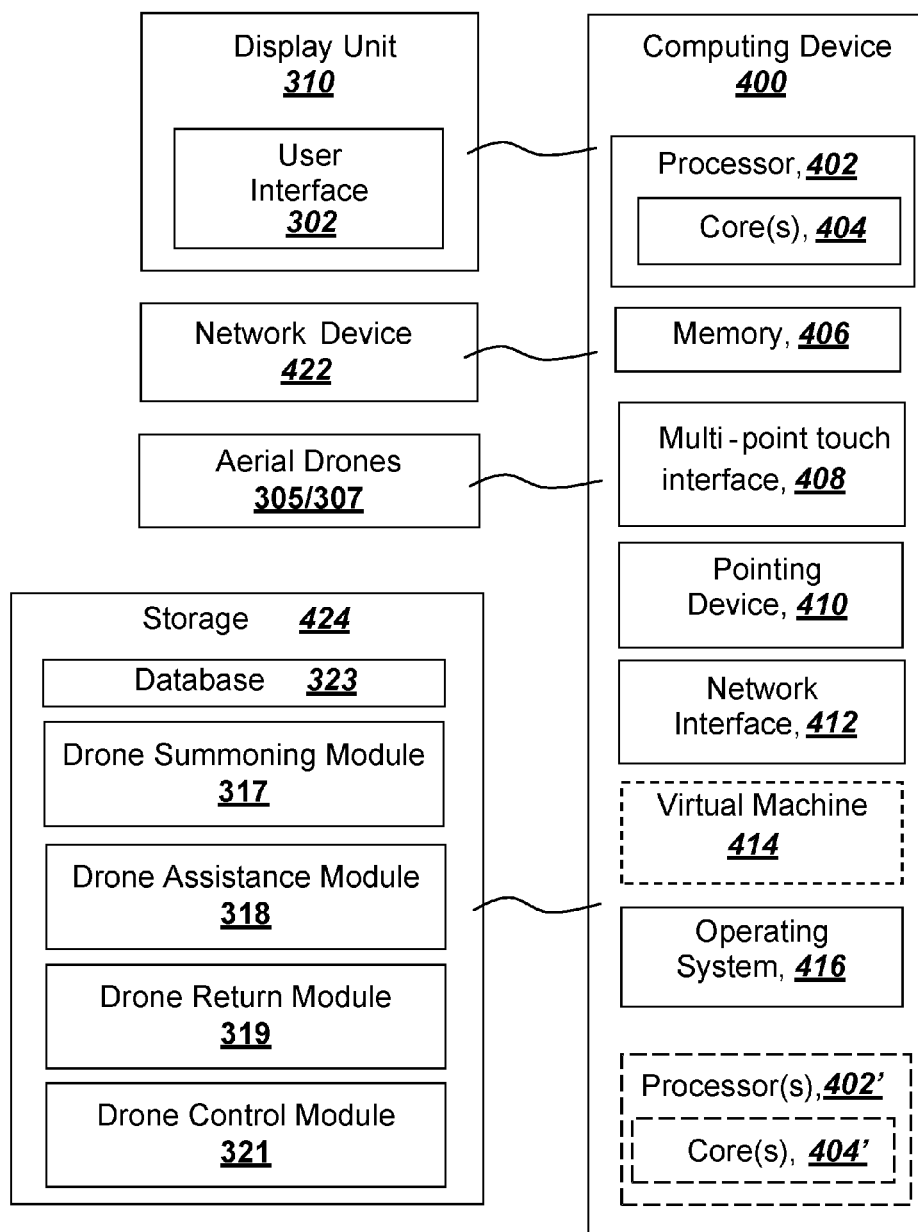 Display Unit
310
User
Interface
302
Network Device
422
Aerial Drones
305/307
Storage 424
Database 323
Drone Summoning Module
317
Drone Assistance Module
318
Drone Return Module
319
Drone Control Module
321
Computing Device
400
Processor, 402
Core(s), 404
Memory, 406
Multi-point touch
interface, 408
Pointing
Device, 410
Network
Interface, 412
Virtual Machine
414
Operating
System, 416
Processor(s), 402’
Core(s), 404’